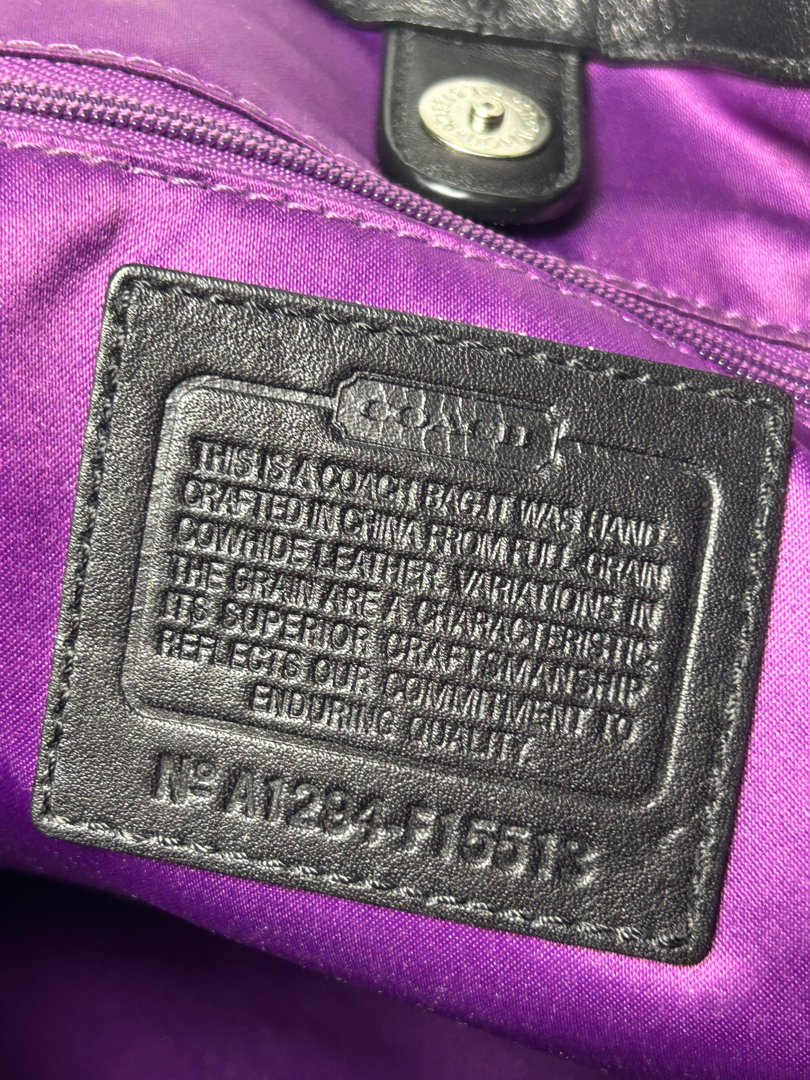 COACH
THIS IS A COACH BAG. IT WAS HAND-
CRAFTED IN CHINA FROM FULL GRAIN
COWHIDE LEATHER. VARIATIONS IN
THE GRAIN ARE A CHARACTERISTIC.
ITS SUPERIOR CRAFTSMANSHIP
REFLECTS OUR COMMITMENT TO
ENDURING QUALITY.
Nº A1294-F15513